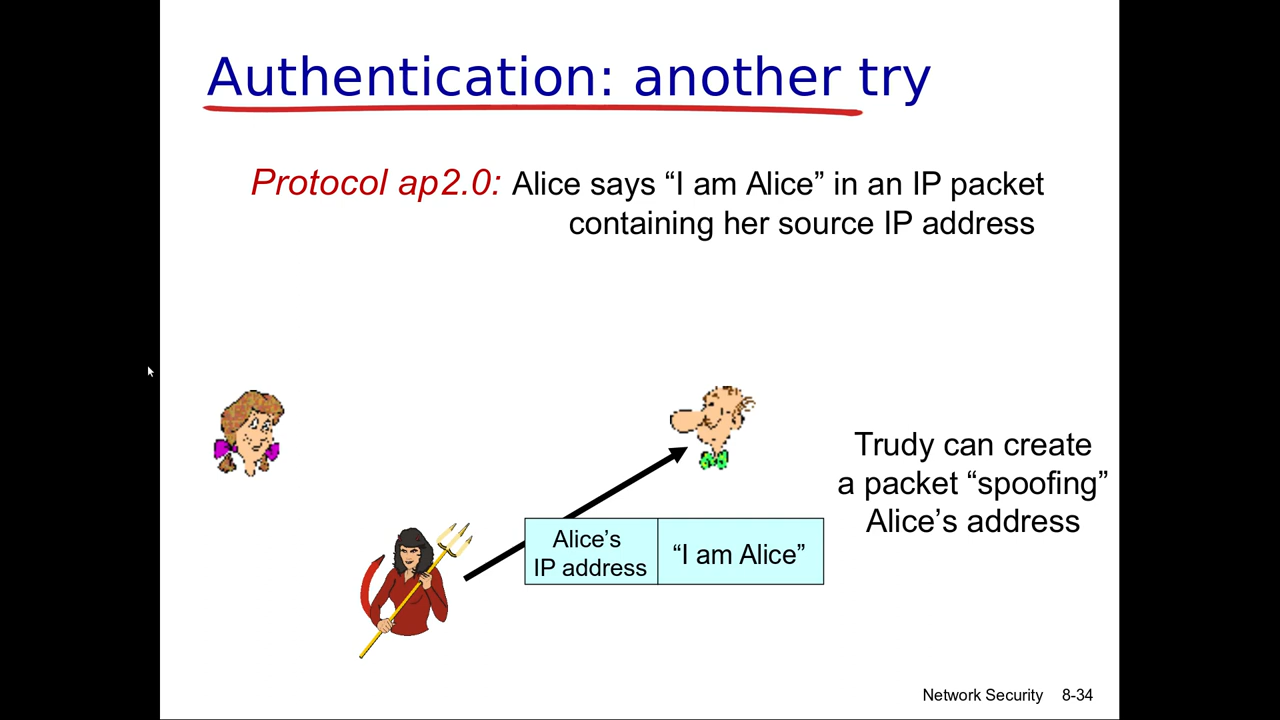 Authentication: another try
Protocol ap2.0: Alice says “I am Alice” in an IP packet
containing her source IP address
Trudy can create
a packet “spoofing”
Alice’s address
Alice’s
IP address
“I am Alice”
Network Security 8-34